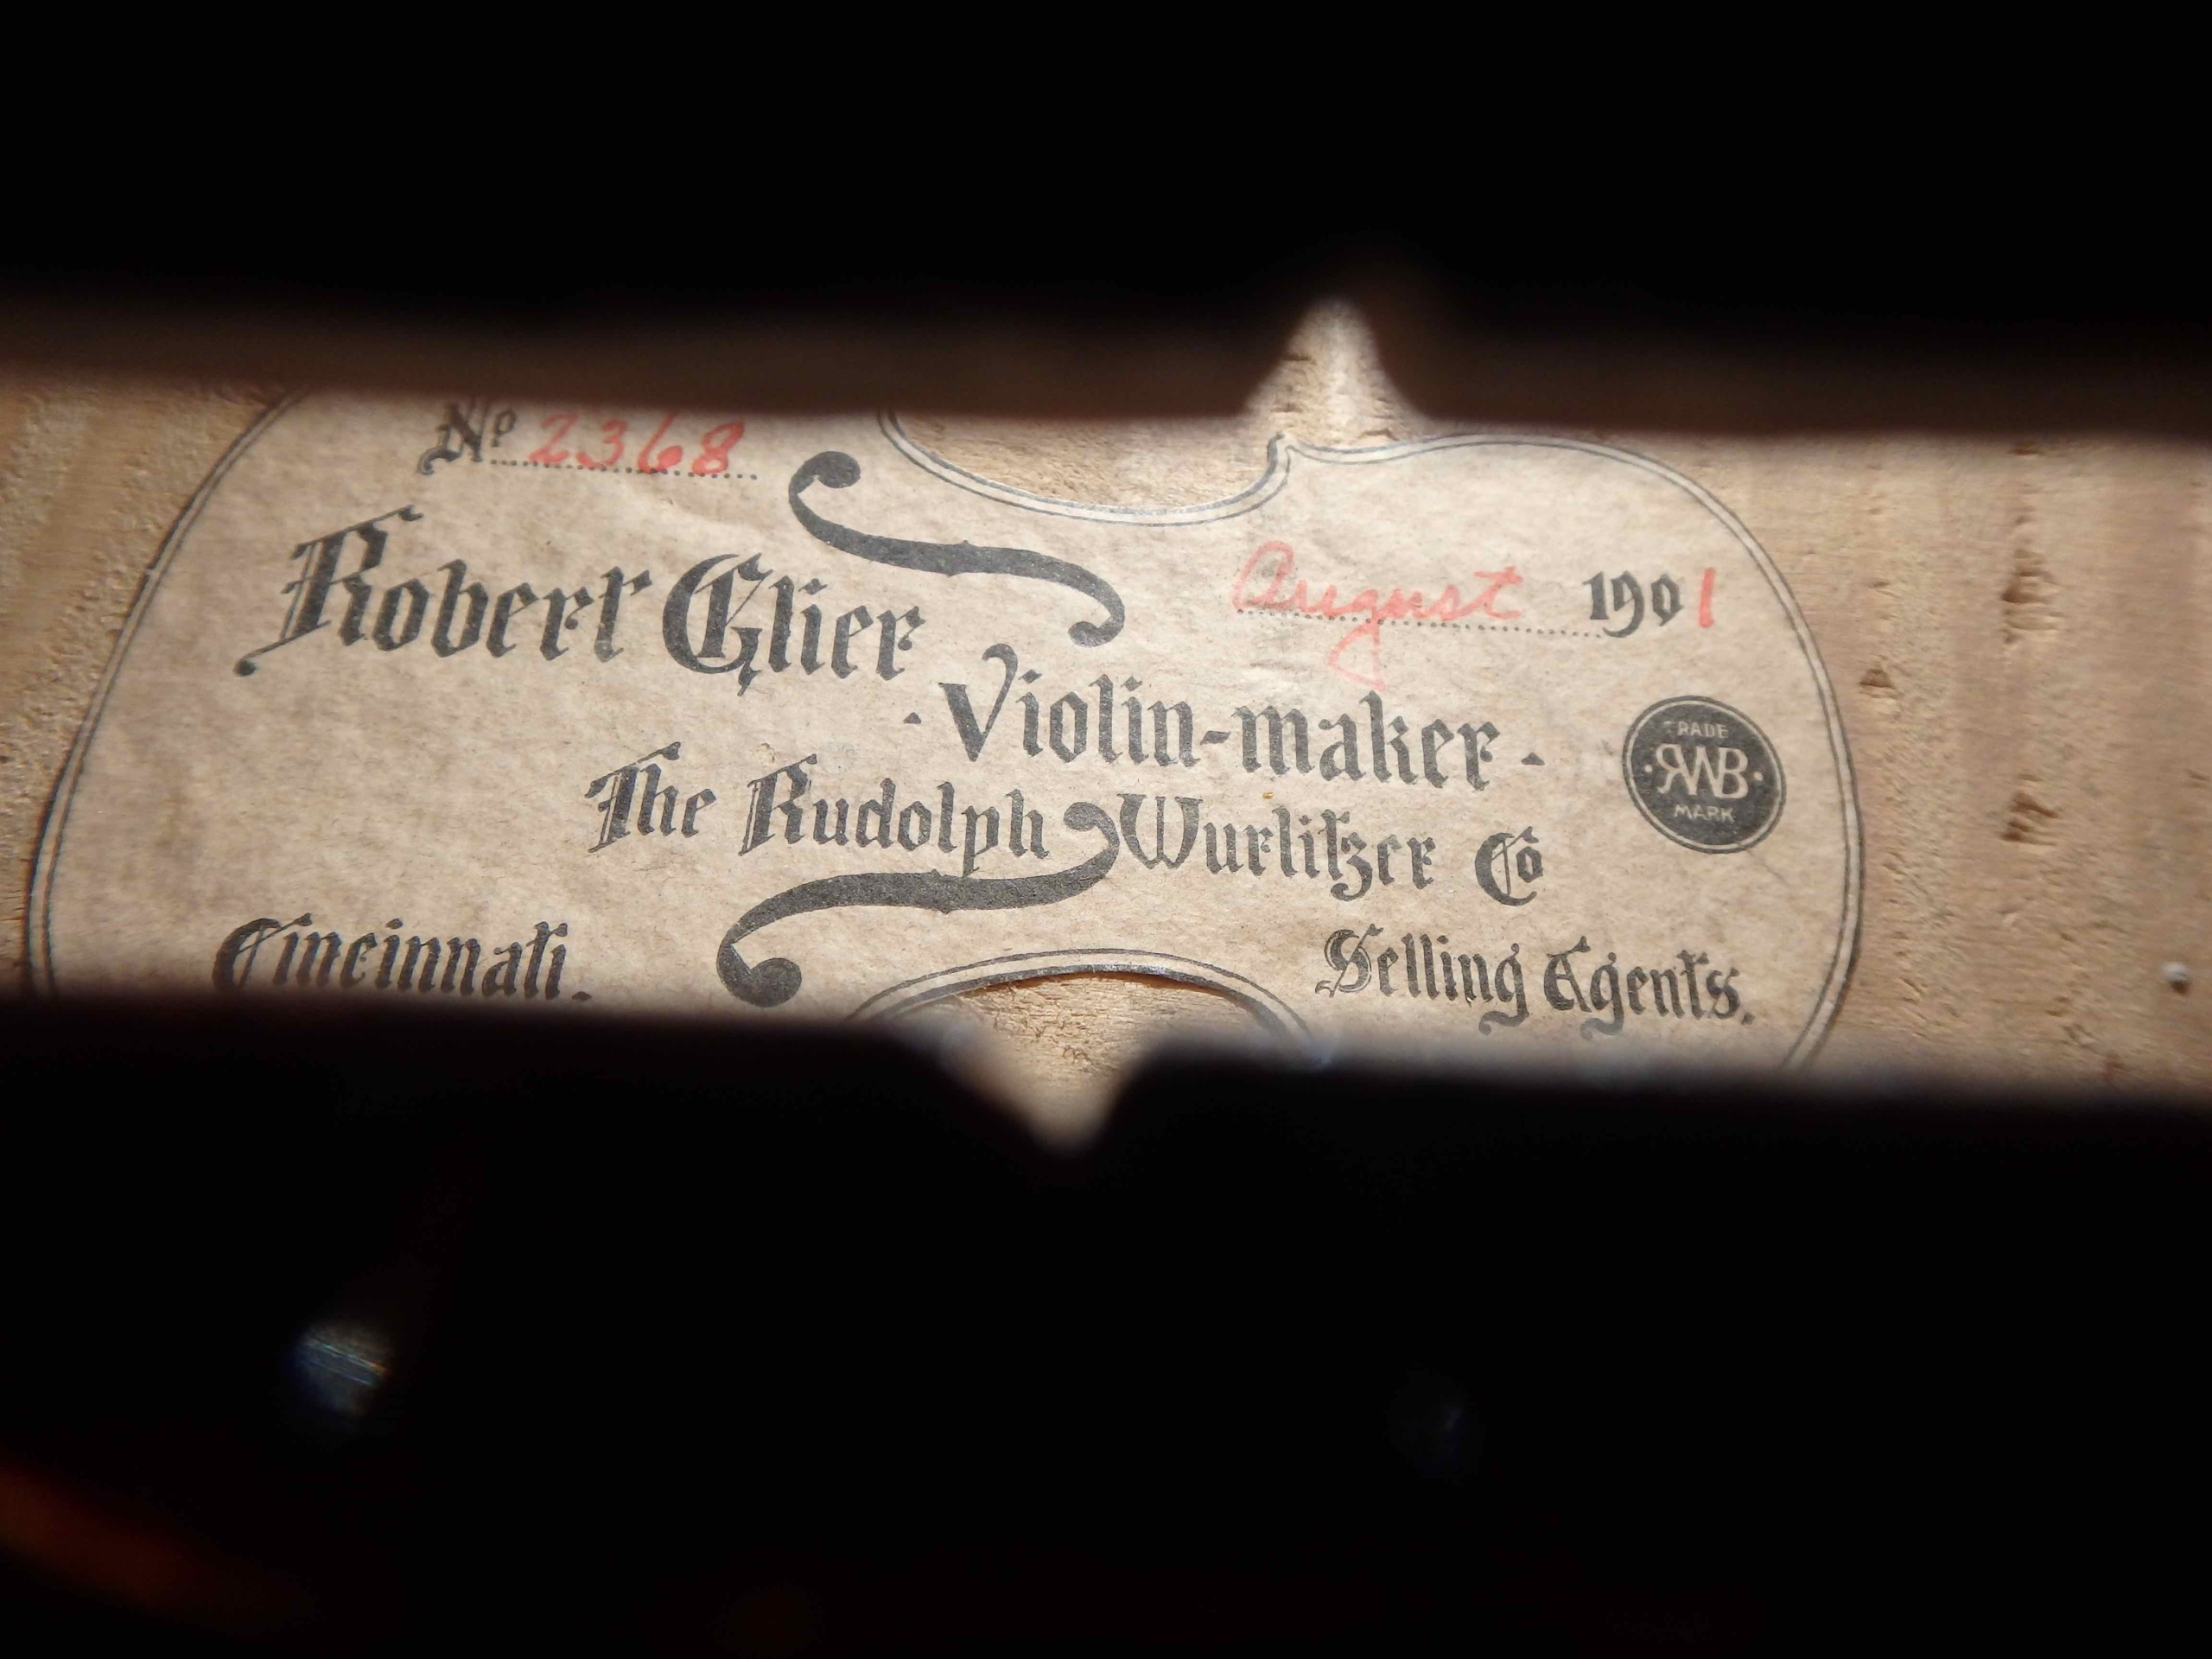 No 2368
Robert Glier
August 1901
· Violin-maker ·
TRADE
RWB
MARK
The Rudolph Wurlitzer Co
Cincinnati.
Selling Agents.